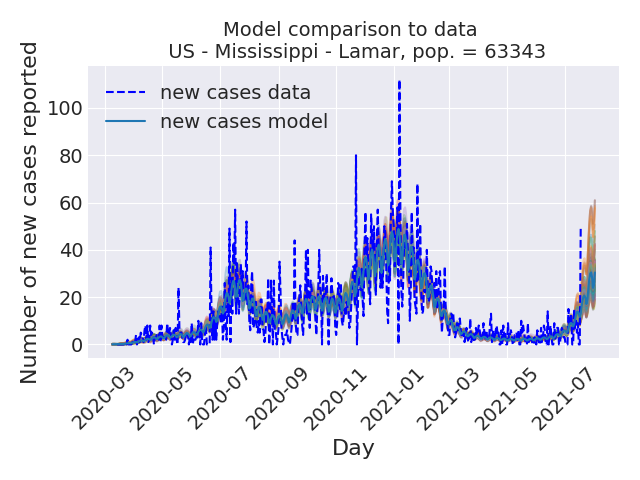 Model comparison to data
US - Mississippi - Lamar, pop. = 63343
Number of new cases reported
100
80
60
40
20
0
new cases data
new cases model
2020-03
2020-05
2020-07
2020-09
2020-11
2021-01
2021-03
2021-05
2021-07
Day